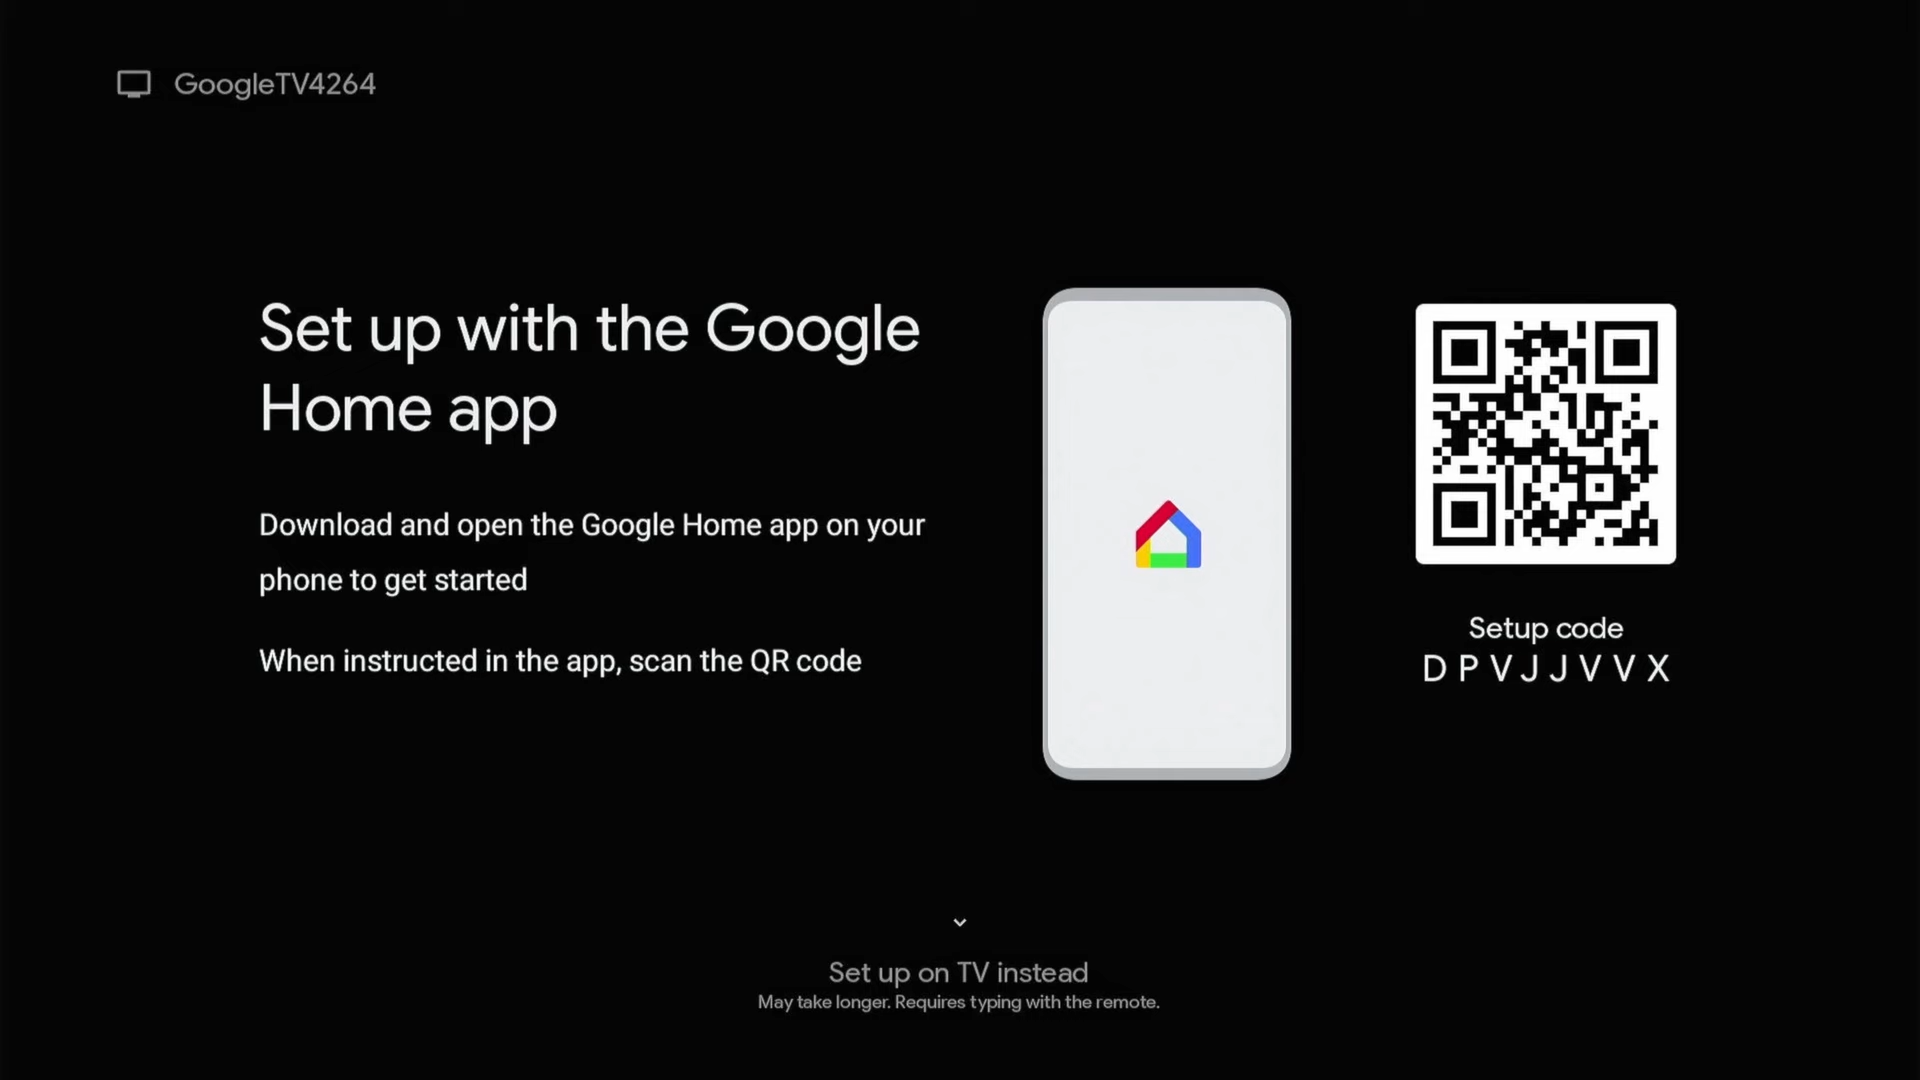 GoogleTV4264
Set up with the Google
Home app
Download and open the Google Home app on your
phone to get started
When instructed in the app, scan the QR code
Setup code
DPVJJVVX
Set up on TV instead
May take longer. Requires typing with the remote.